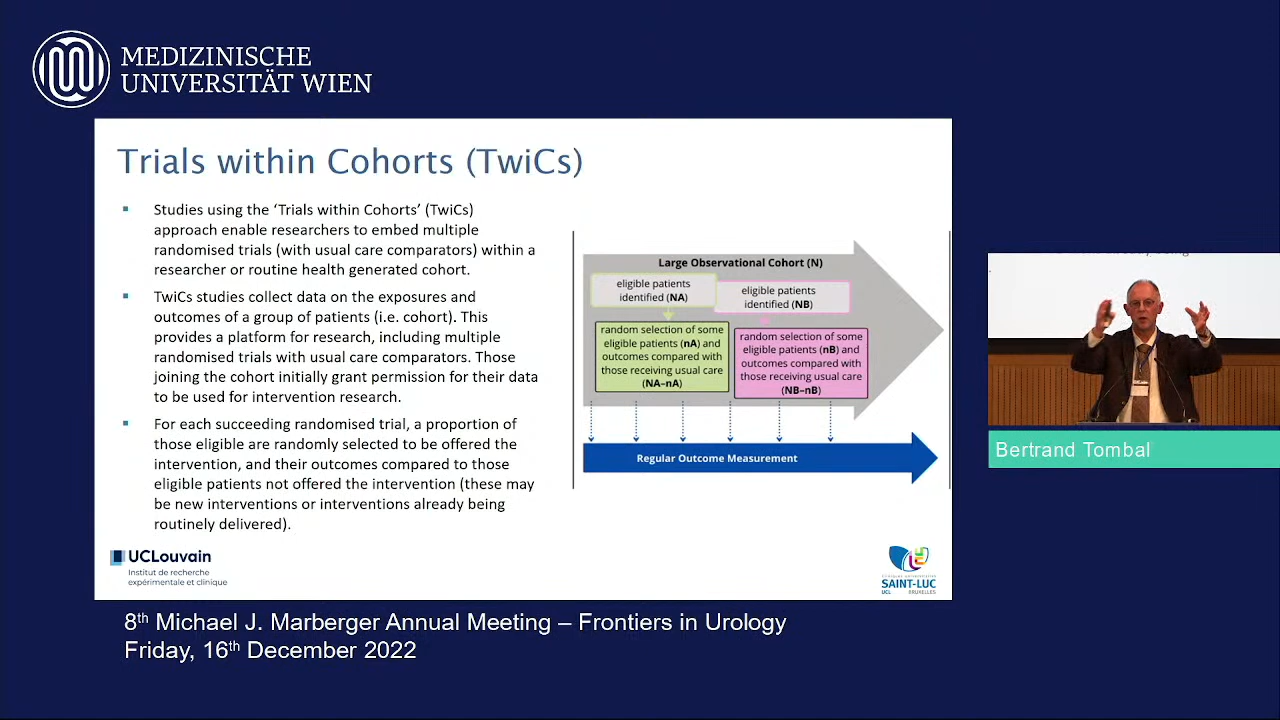 MEDIZINISCHE
UNIVERSITÄT WIEN
Trials within Cohorts (TwiCs)
Studies using the ‘Trials within Cohorts’ (TwiCs)
approach enable researchers to embed multiple
randomised trials (with usual care comparators) within a
researcher or routine health generated cohort.
TwiCs studies collect data on the exposures and
outcomes of a group of patients (i.e. cohort). This
provides a platform for research, including multiple
randomised trials with usual care comparators. Those
joining the cohort initially grant permission for their data
to be used for intervention research.
For each succeeding randomised trial, a proportion of
those eligible are randomly selected to be offered the
intervention, and their outcomes compared to those
eligible patients not offered the intervention (these may
be new interventions or interventions already being
routinely delivered).
Large Observational Cohort (N)
eligible patients
identified (NA)
eligible patients
identified (NB)
random selection of some
eligible patients (nA) and
outcomes compared with
those receiving usual care
(NA–nA)
random selection of some
eligible patients (nB) and
outcomes compared with
those receiving usual care
(NB–nB)
Regular Outcome Measurement
UCLouvain
Institut de recherche
expérimentale et clinique
SAINT-LUC
UCL BRUXELLES
Bertrand Tombal
8th Michael J. Marberger Annual Meeting – Frontiers in Urology
Friday, 16th December 2022